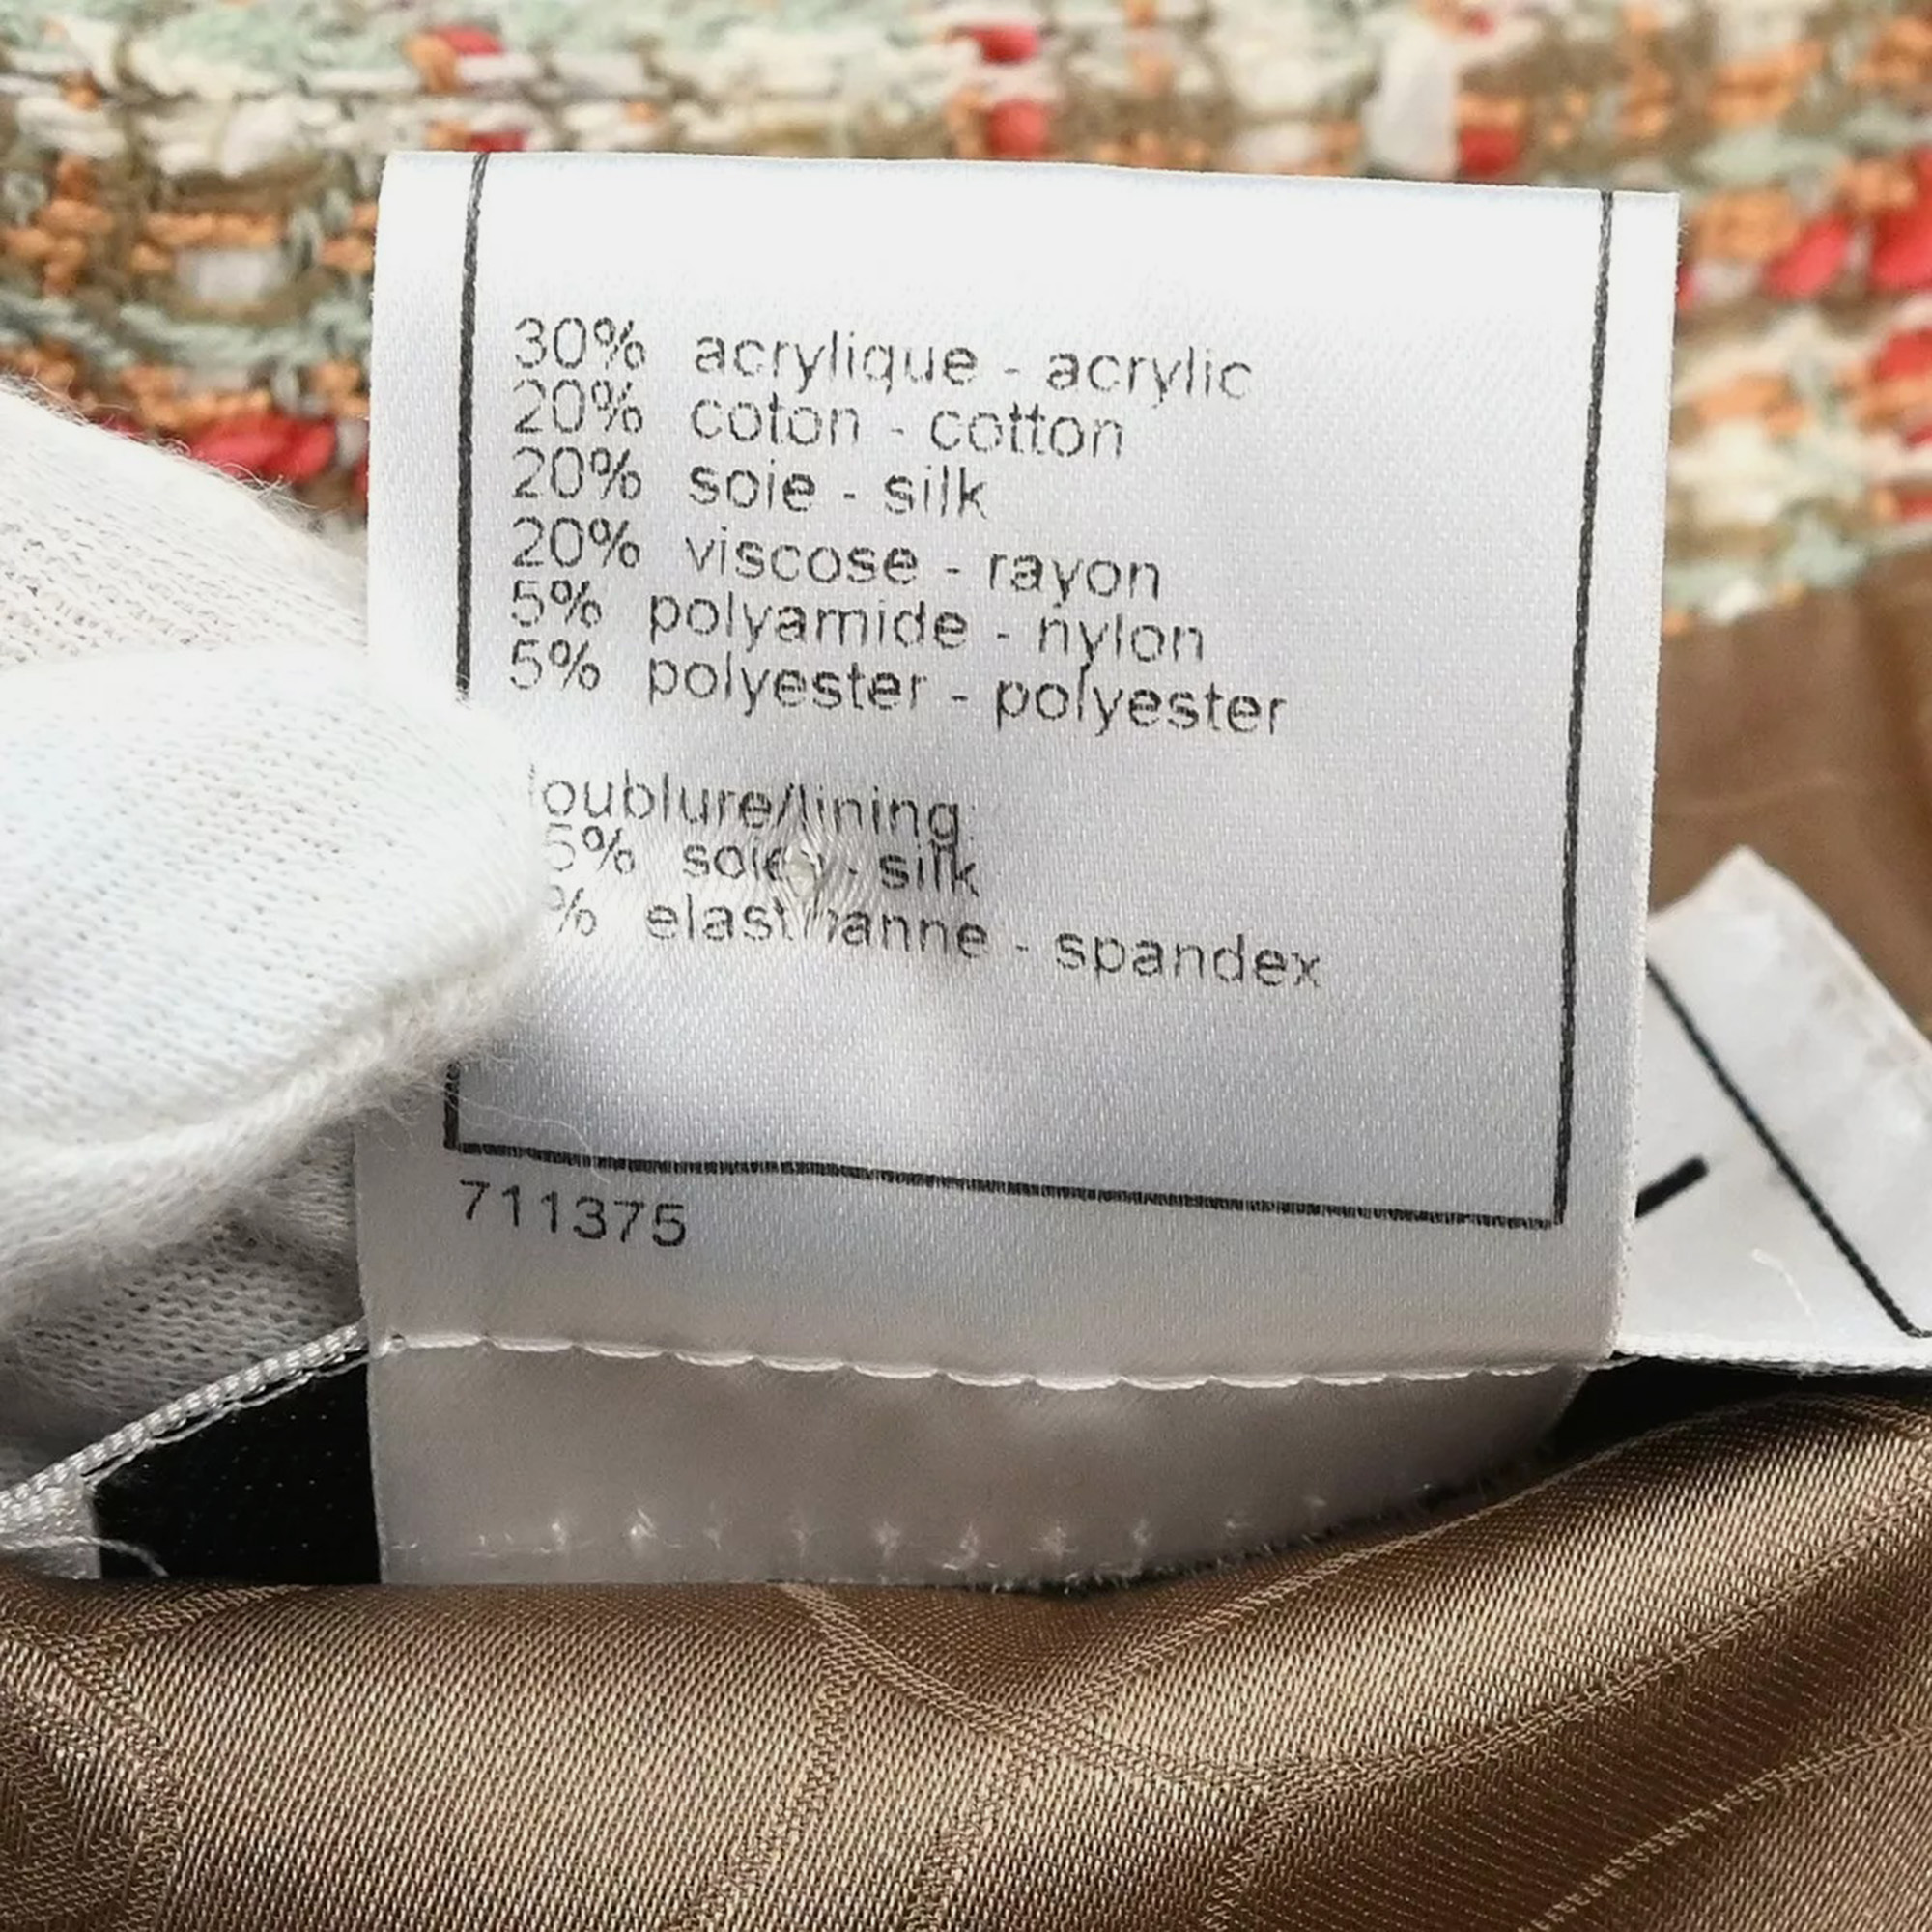 30% acrylique - acrylic
20% coton - cotton
20% soie - silk
20% viscose - rayon
5% polyamide - nylon
5% polyester - polyester
oublure/lining:
5% soie - silk
% elasthanne - spandex
711375